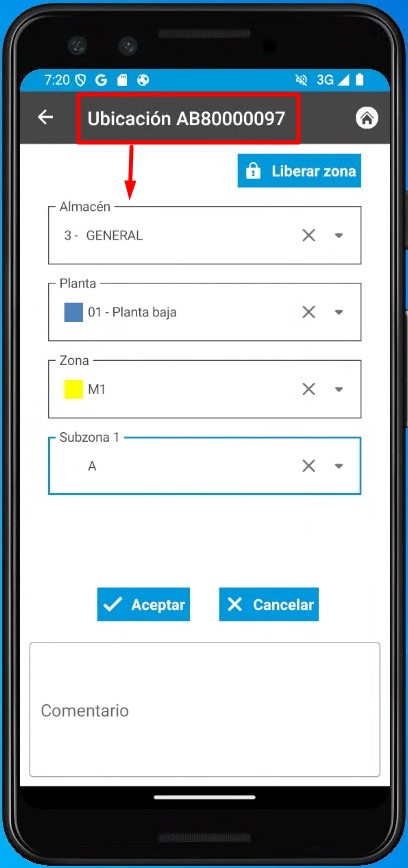 7:20 G 3G
Ubicación AB80000097
Liberar zona
Almacén
3 - GENERAL
Planta
01 - Planta baja
Zona
M1
Subzona 1
A
Aceptar
Cancelar
Comentario